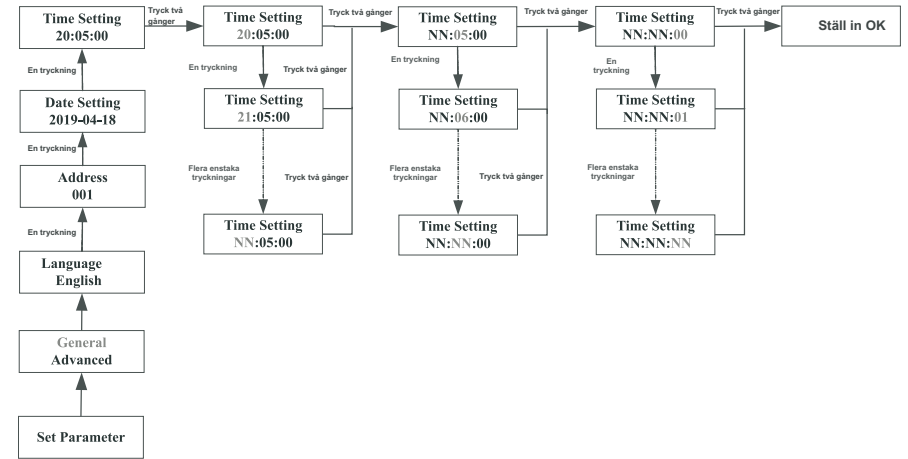 Time Setting
20:05:00
Tryck två
gånger
Time Setting
20:05:00
Tryck två gånger
Time Setting
NN:05:00
Tryck två gånger
Time Setting
NN:NN:00
Tryck två gånger
Ställ in OK
En tryckning
En tryckning
Tryck två gånger
En tryckning
En
tryckning
Date Setting
2019-04-18
Time Setting
21:05:00
Time Setting
NN:06:00
Time Setting
NN:NN:01
En tryckning
Address
001
Flera enstaka
tryckningar
Tryck två gånger
Flera enstaka
tryckningar
Tryck två gånger
Flera enstaka
tryckningar
En tryckning
Time Setting
NN:05:00
Time Setting
NN:NN:00
Time Setting
NN:NN:NN
Language
English
General
Advanced
Set Parameter